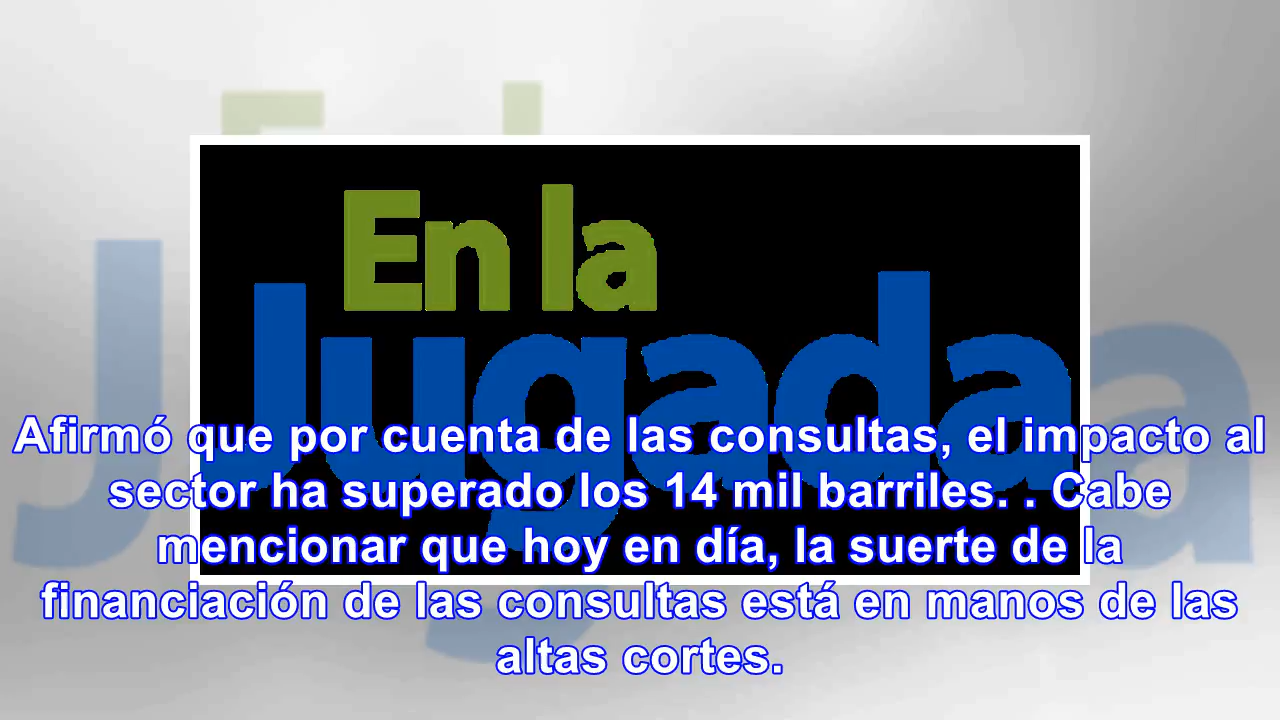 En la
Jugada
Afirmó que por cuenta de las consultas, el impacto al
sector ha superado los 14 mil barriles. . Cabe
mencionar que hoy en día, la suerte de la
financiación de las consultas está en manos de las
altas cortes.